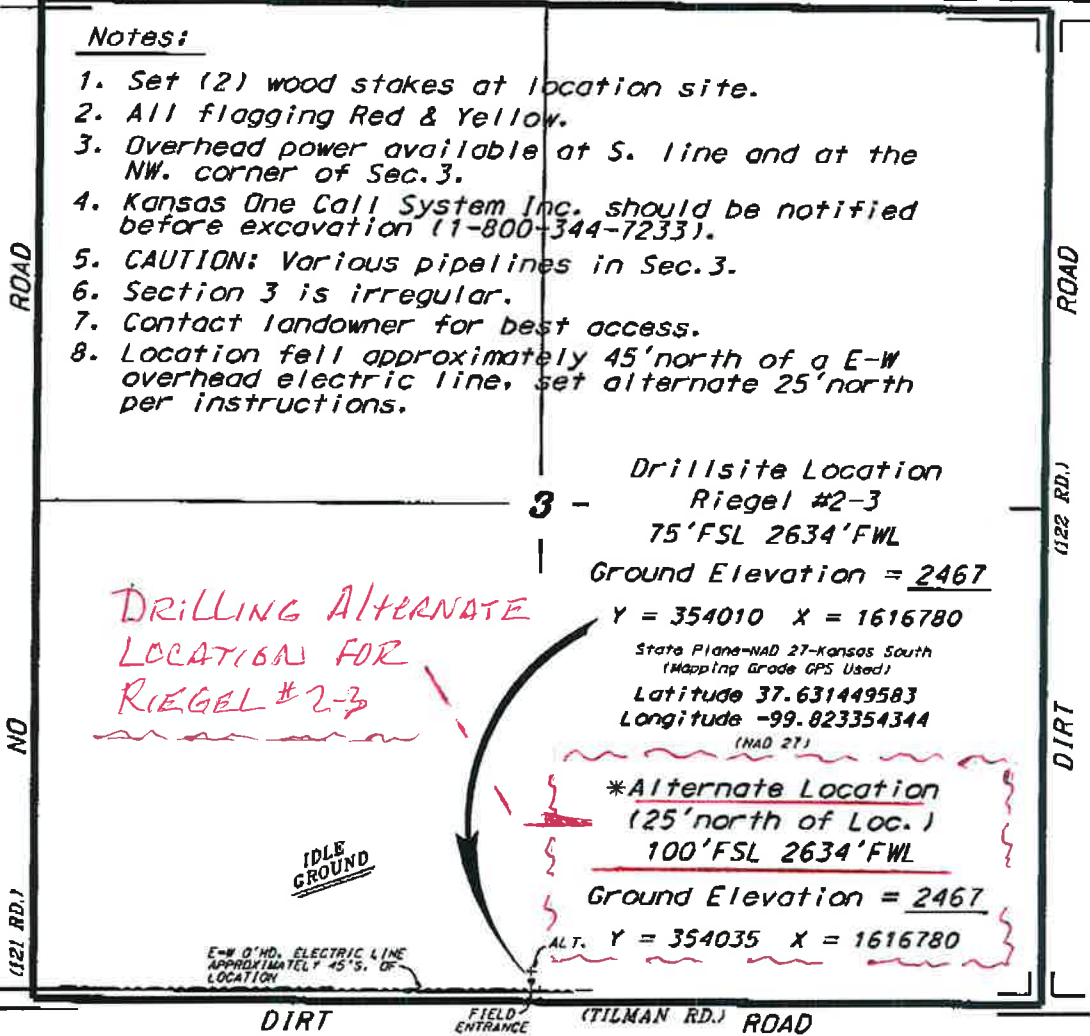 Notes:
1. Set (2) wood stakes at location site.
2. All flagging Red & Yellow.
3. Overhead power available at S. line and at the
NW. corner of Sec.3.
4. Kansas One Call System Inc. should be notified
before excavation (1-800-344-7233).
5. CAUTION: Various pipelines in Sec.3.
6. Section 3 is irregular.
7. Contact landowner for best access.
8. Location fell approximately 45'north of a E-W
overhead electric line, set alternate 25'north
per instructions.
ROAD
NO
(121 RD.)
ROAD
(122 RD.)
DIRT
3
Drillsite Location
Riegel #2-3
75'FSL 2634'FWL
Ground Elevation = 2467
Y = 354010 X = 1616780
State Plane-NAD 27-Kansas South
(Mapping Grade GPS Used)
Latitude 37.631449583
Longitude -99.823354344
(NAD 27)
DRILLING ALTERNATE
LOCATION FOR
RIEGEL # 2-3
*Alternate Location
(25'north of Loc.)
100'FSL 2634'FWL
Ground Elevation = 2467
ALT. Y = 354035 X = 1616780
IDLE
GROUND
E-W O'HD. ELECTRIC LINE
APPROXIMATELY 45'S. OF
LOCATION
DIRT
FIELD
ENTRANCE
(TILMAN RD.) ROAD